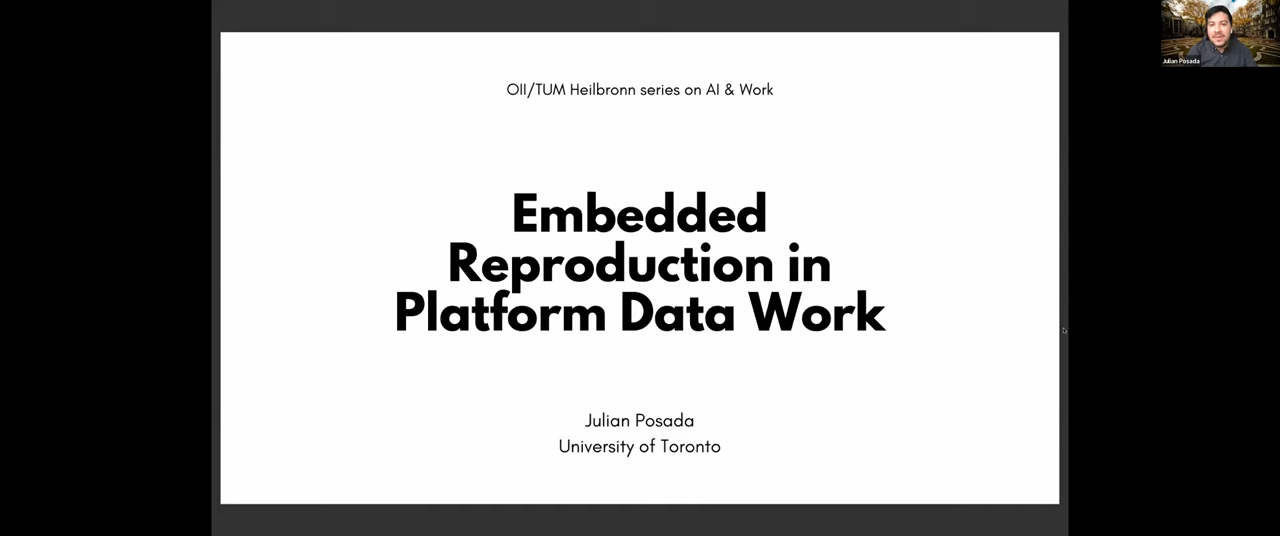 OII/TUM Heilbronn series on AI & Work
Embedded
Reproduction in
Platform Data Work
Julian Posada
University of Toronto
Julian Posada